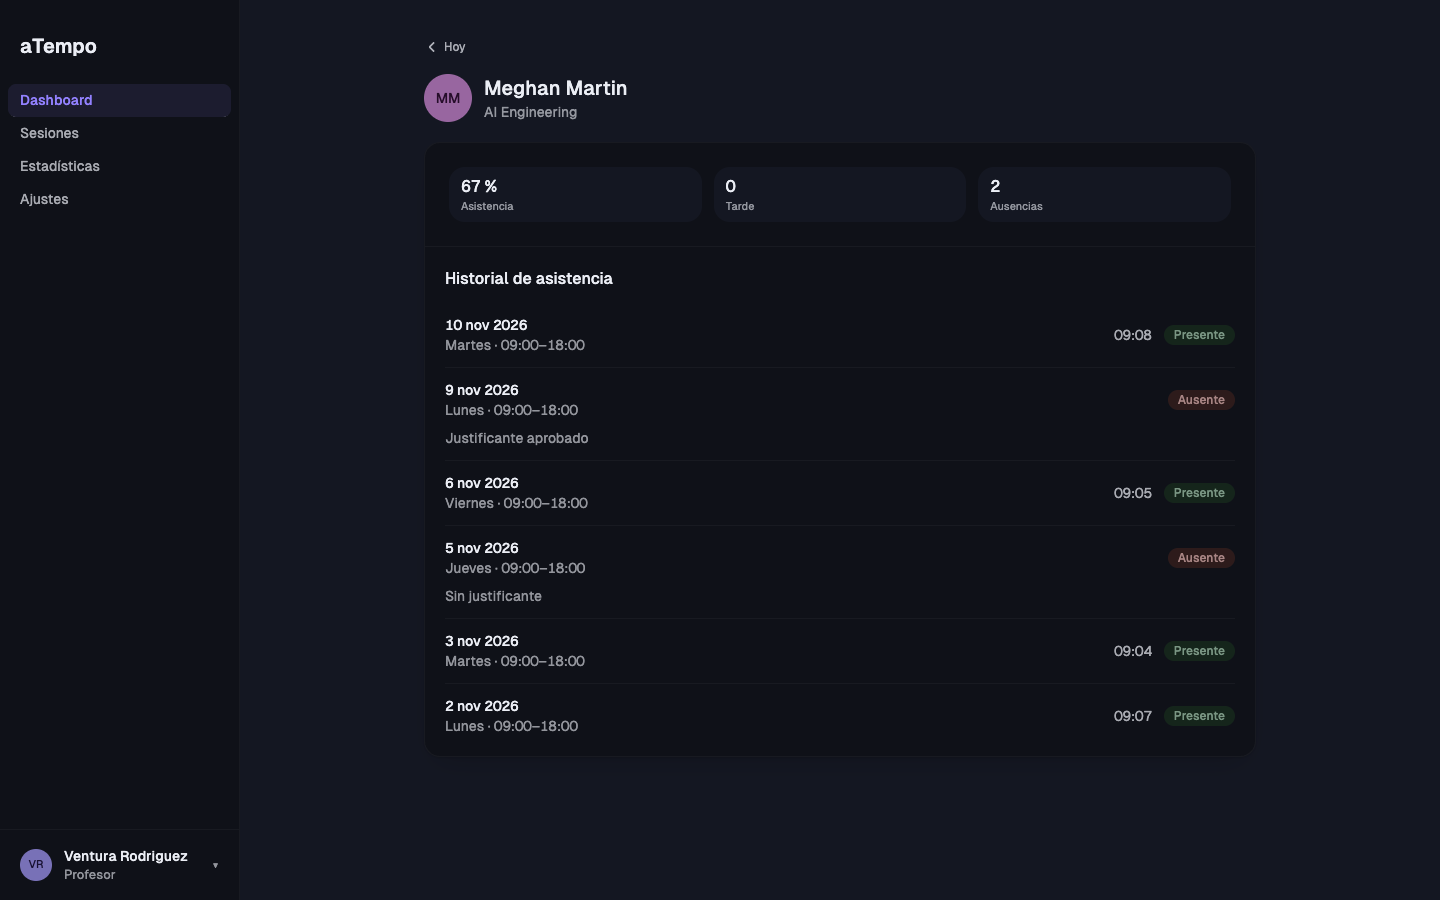 aTempo
Dashboard
Sesiones
Estadísticas
Ajustes
Hoy
MM
Meghan Martin
AI Engineering
67 %
Asistencia
0
Tarde
2
Ausencias
Historial de asistencia
10 nov 2026
Martes · 09:00–18:00
09:08 Presente
9 nov 2026
Lunes · 09:00–18:00
Ausente
Justificante aprobado
6 nov 2026
Viernes · 09:00–18:00
09:05 Presente
5 nov 2026
Jueves · 09:00–18:00
Ausente
Sin justificante
3 nov 2026
Martes · 09:00–18:00
09:04 Presente
2 nov 2026
Lunes · 09:00–18:00
09:07 Presente
VR
Ventura Rodriguez
Profesor